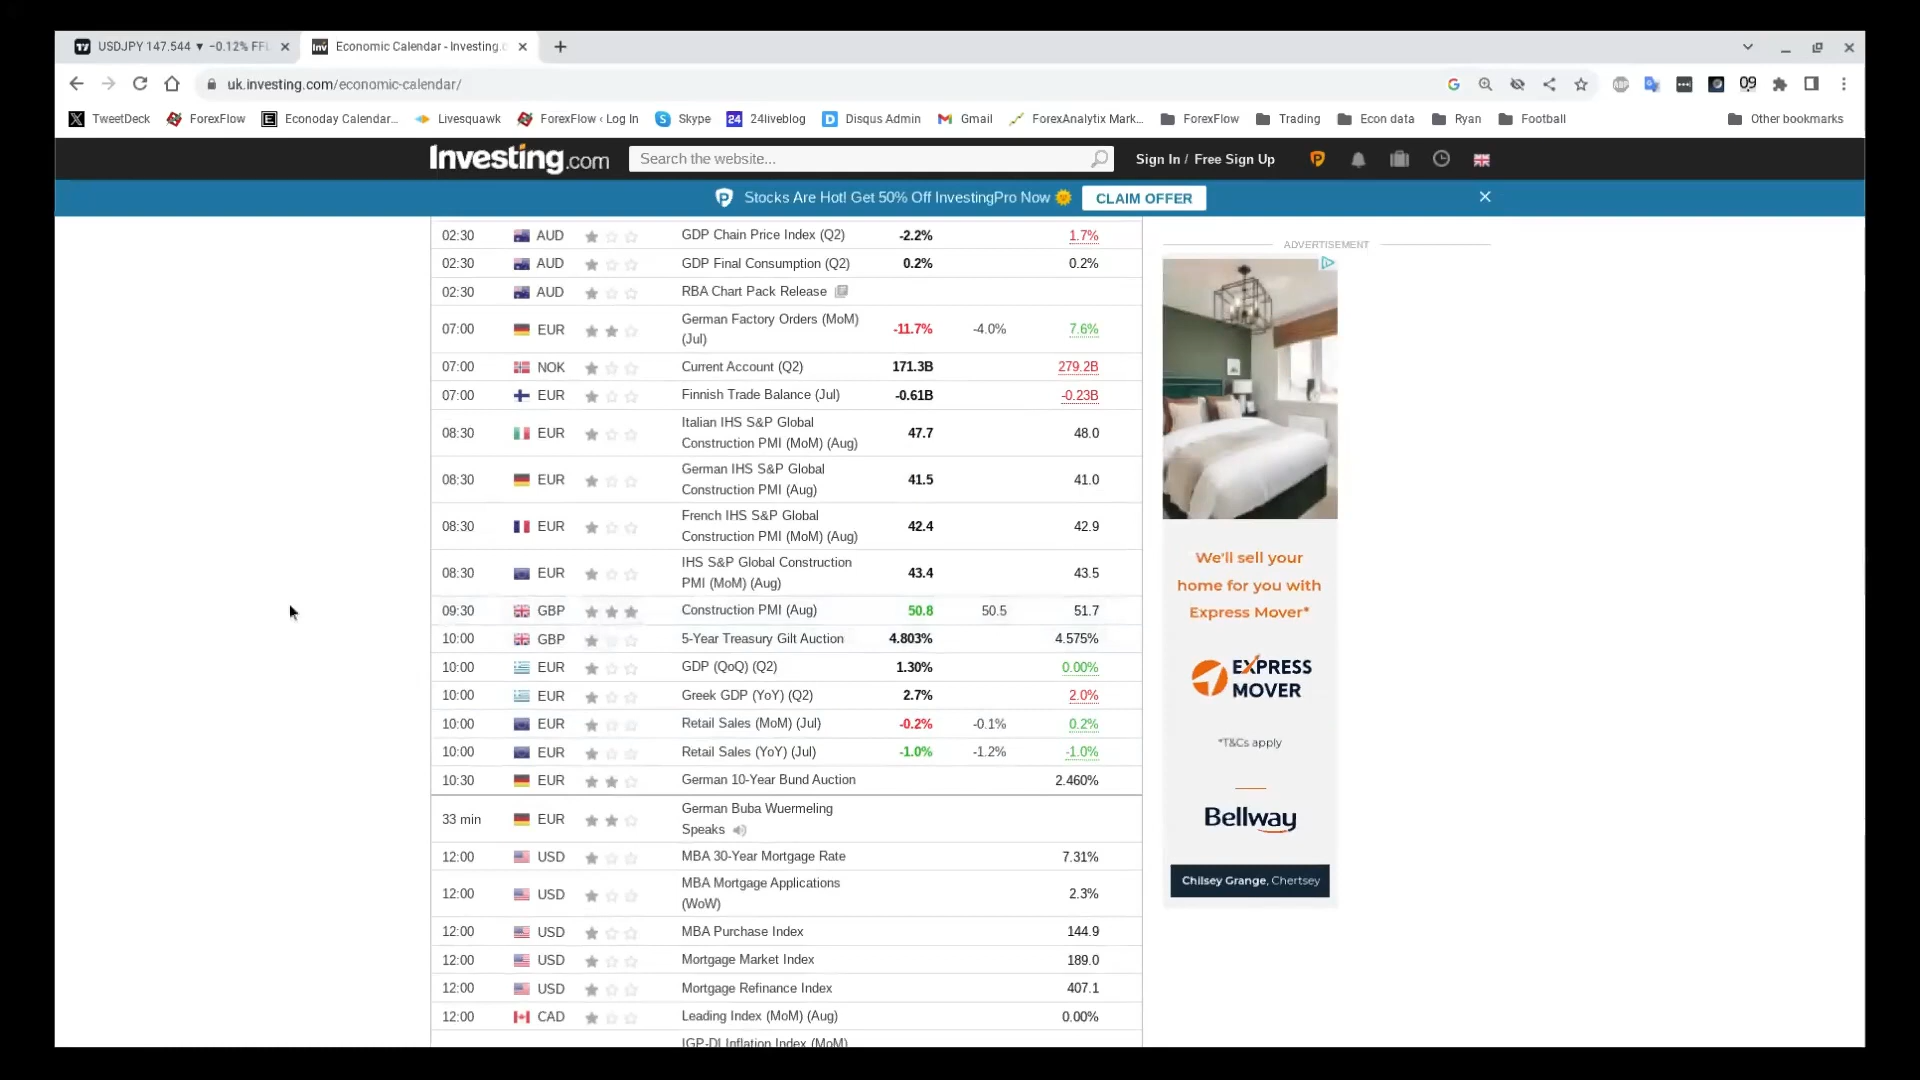 USDJPY 147.544 ▼ −0.12% FFL
Economic Calendar - Investing.c
uk.investing.com/economic-calendar/
09
TweetDeck ForexFlow Econoday Calendar... Livesquawk ForexFlow ‹ Log In Skype 24 24liveblog Disqus Admin Gmail ForexAnalytix Mark... ForexFlow Trading Econ data Ryan Football Other bookmarks
Investing.com Search the website... Sign In / Free Sign Up
Stocks Are Hot! Get 50% Off InvestingPro Now CLAIM OFFER
02:30 AUD GDP Chain Price Index (Q2) -2.2% 1.7%
02:30 AUD GDP Final Consumption (Q2) 0.2% 0.2%
02:30 AUD RBA Chart Pack Release
07:00 EUR German Factory Orders (MoM) -11.7% -4.0% 7.6%
(Jul)
07:00 NOK Current Account (Q2) 171.3B 279.2B
07:00 EUR Finnish Trade Balance (Jul) -0.61B -0.23B
08:30 EUR Italian IHS S&P Global 47.7 48.0
Construction PMI (MoM) (Aug)
08:30 EUR German IHS S&P Global 41.5 41.0
Construction PMI (Aug)
08:30 EUR French IHS S&P Global 42.4 42.9
Construction PMI (MoM) (Aug)
08:30 EUR IHS S&P Global Construction 43.4 43.5
PMI (MoM) (Aug)
09:30 GBP Construction PMI (Aug) 50.8 50.5 51.7
10:00 GBP 5-Year Treasury Gilt Auction 4.803% 4.575%
10:00 EUR GDP (QoQ) (Q2) 1.30% 0.00%
10:00 EUR Greek GDP (YoY) (Q2) 2.7% 2.0%
10:00 EUR Retail Sales (MoM) (Jul) -0.2% -0.1% 0.2%
10:00 EUR Retail Sales (YoY) (Jul) -1.0% -1.2% -1.0%
10:30 EUR German 10-Year Bund Auction 2.460%
33 min EUR German Buba Wuermeling
Speaks
12:00 USD MBA 30-Year Mortgage Rate 7.31%
12:00 USD MBA Mortgage Applications 2.3%
(WoW)
12:00 USD MBA Purchase Index 144.9
12:00 USD Mortgage Market Index 189.0
12:00 USD Mortgage Refinance Index 407.1
12:00 CAD Leading Index (MoM) (Aug) 0.00%
IGP-DI Inflation Index (MoM)
ADVERTISEMENT
We'll sell your
home for you with
Express Mover*
EXPRESS
MOVER
*T&Cs apply
Bellway
Chilsey Grange, Chertsey